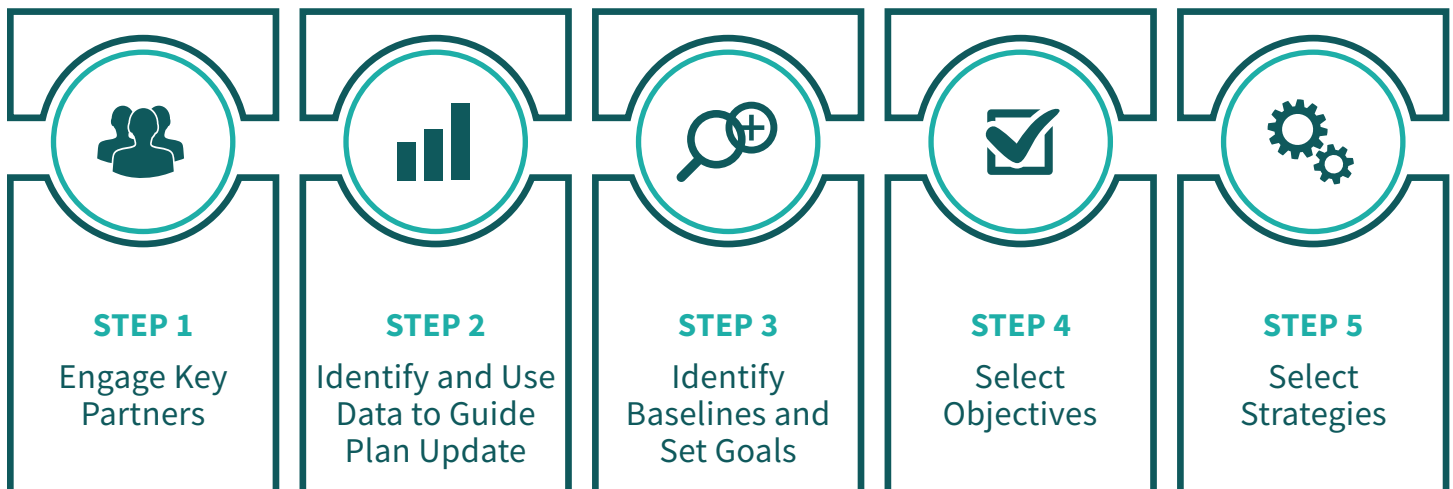 STEP 1
Engage Key
Partners
STEP 2
Identify and Use
Data to Guide
Plan Update
STEP 3
Identify
Baselines and
Set Goals
STEP 4
Select
Objectives
STEP 5
Select
Strategies